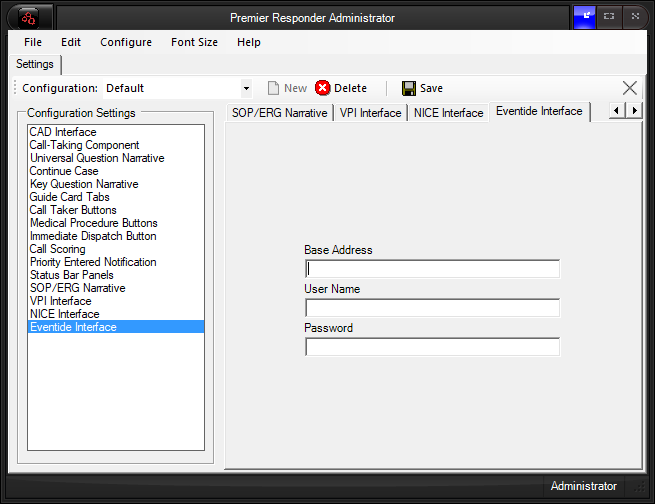 Premier Responder Administrator
File Edit Configure Font Size Help
Settings
Configuration: Default New Delete Save
Configuration Settings
CAD Interface
Call-Taking Component
Universal Question Narrative
Continue Case
Key Question Narrative
Guide Card Tabs
Call Taker Buttons
Medical Procedure Buttons
Immediate Dispatch Button
Call Scoring
Priority Entered Notification
Status Bar Panels
SOP/ERG Narrative
VPI Interface
NICE Interface
Eventide Interface
SOP/ERG Narrative VPI Interface NICE Interface Eventide Interface
Base Address
User Name
Password
Administrator